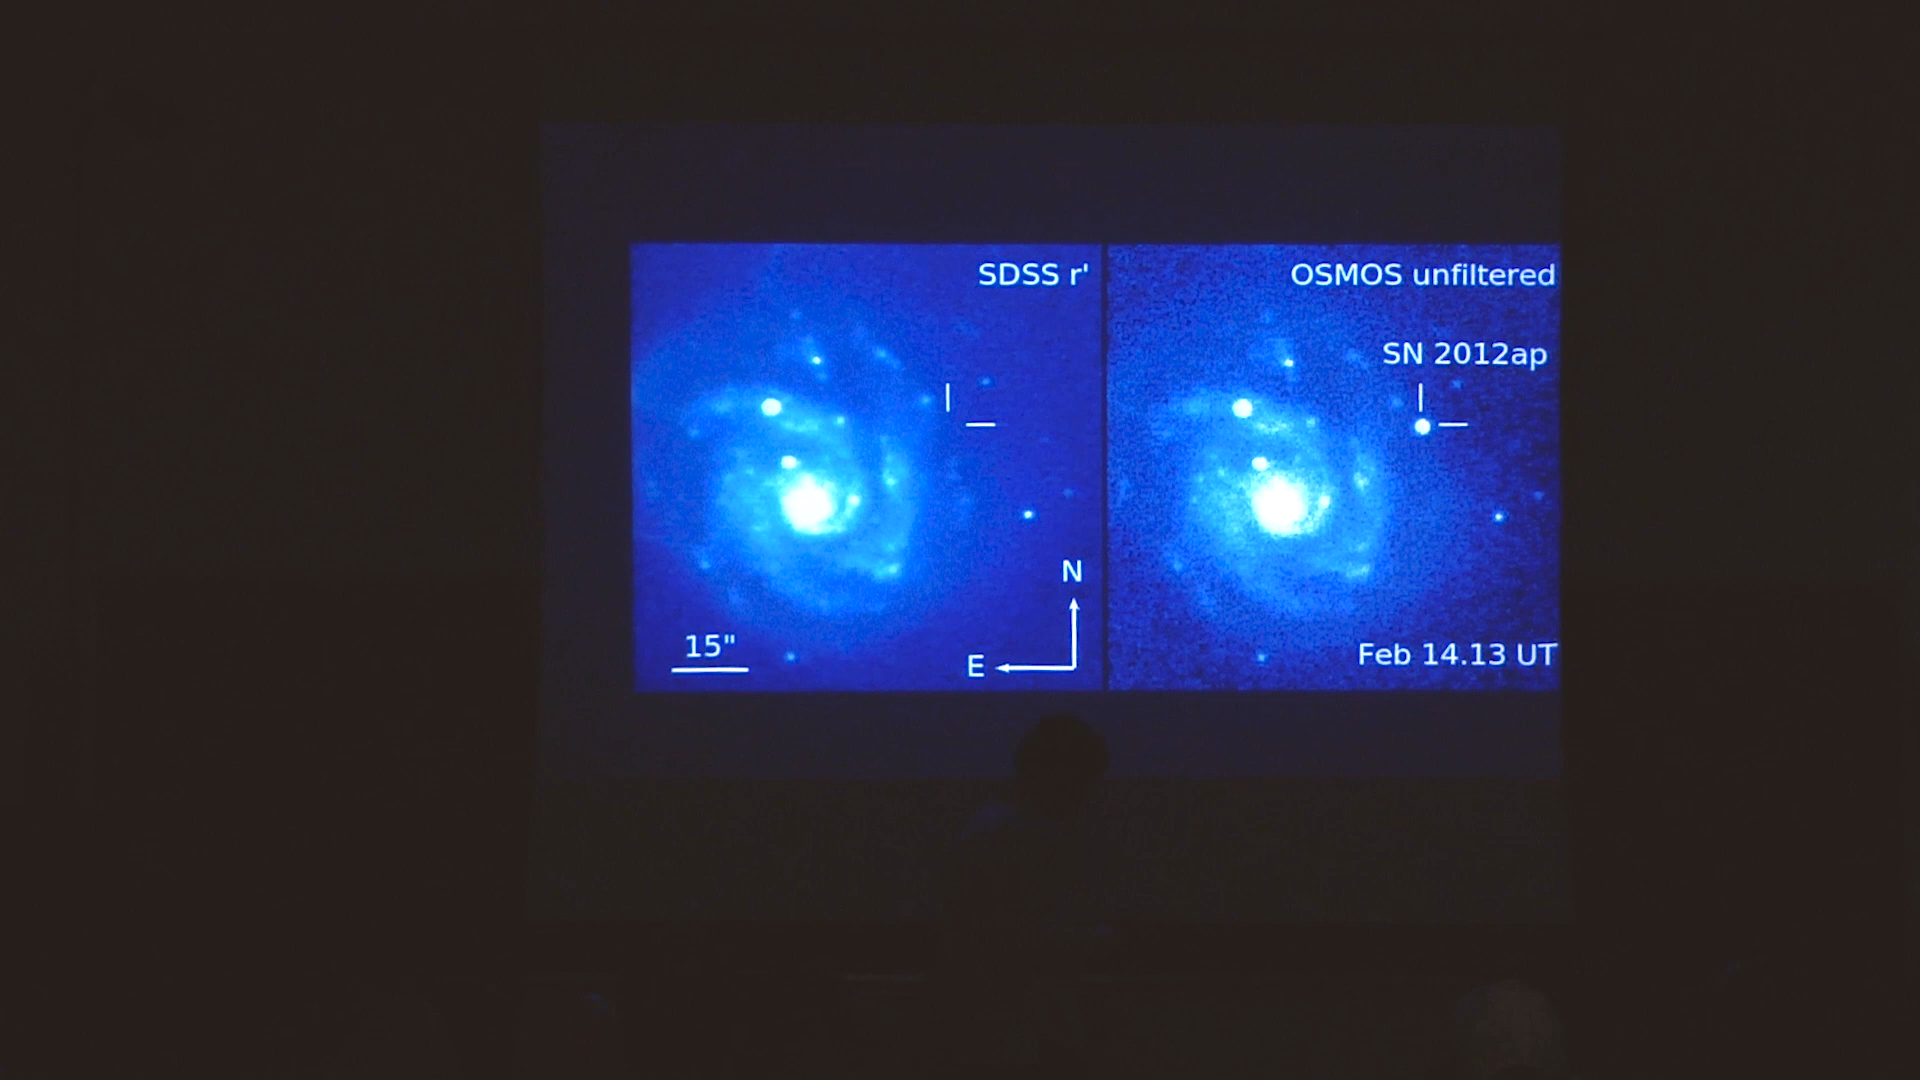 SDSS r'
15"
N
E
OSMOS unfiltered
SN 2012ap
Feb 14.13 UT